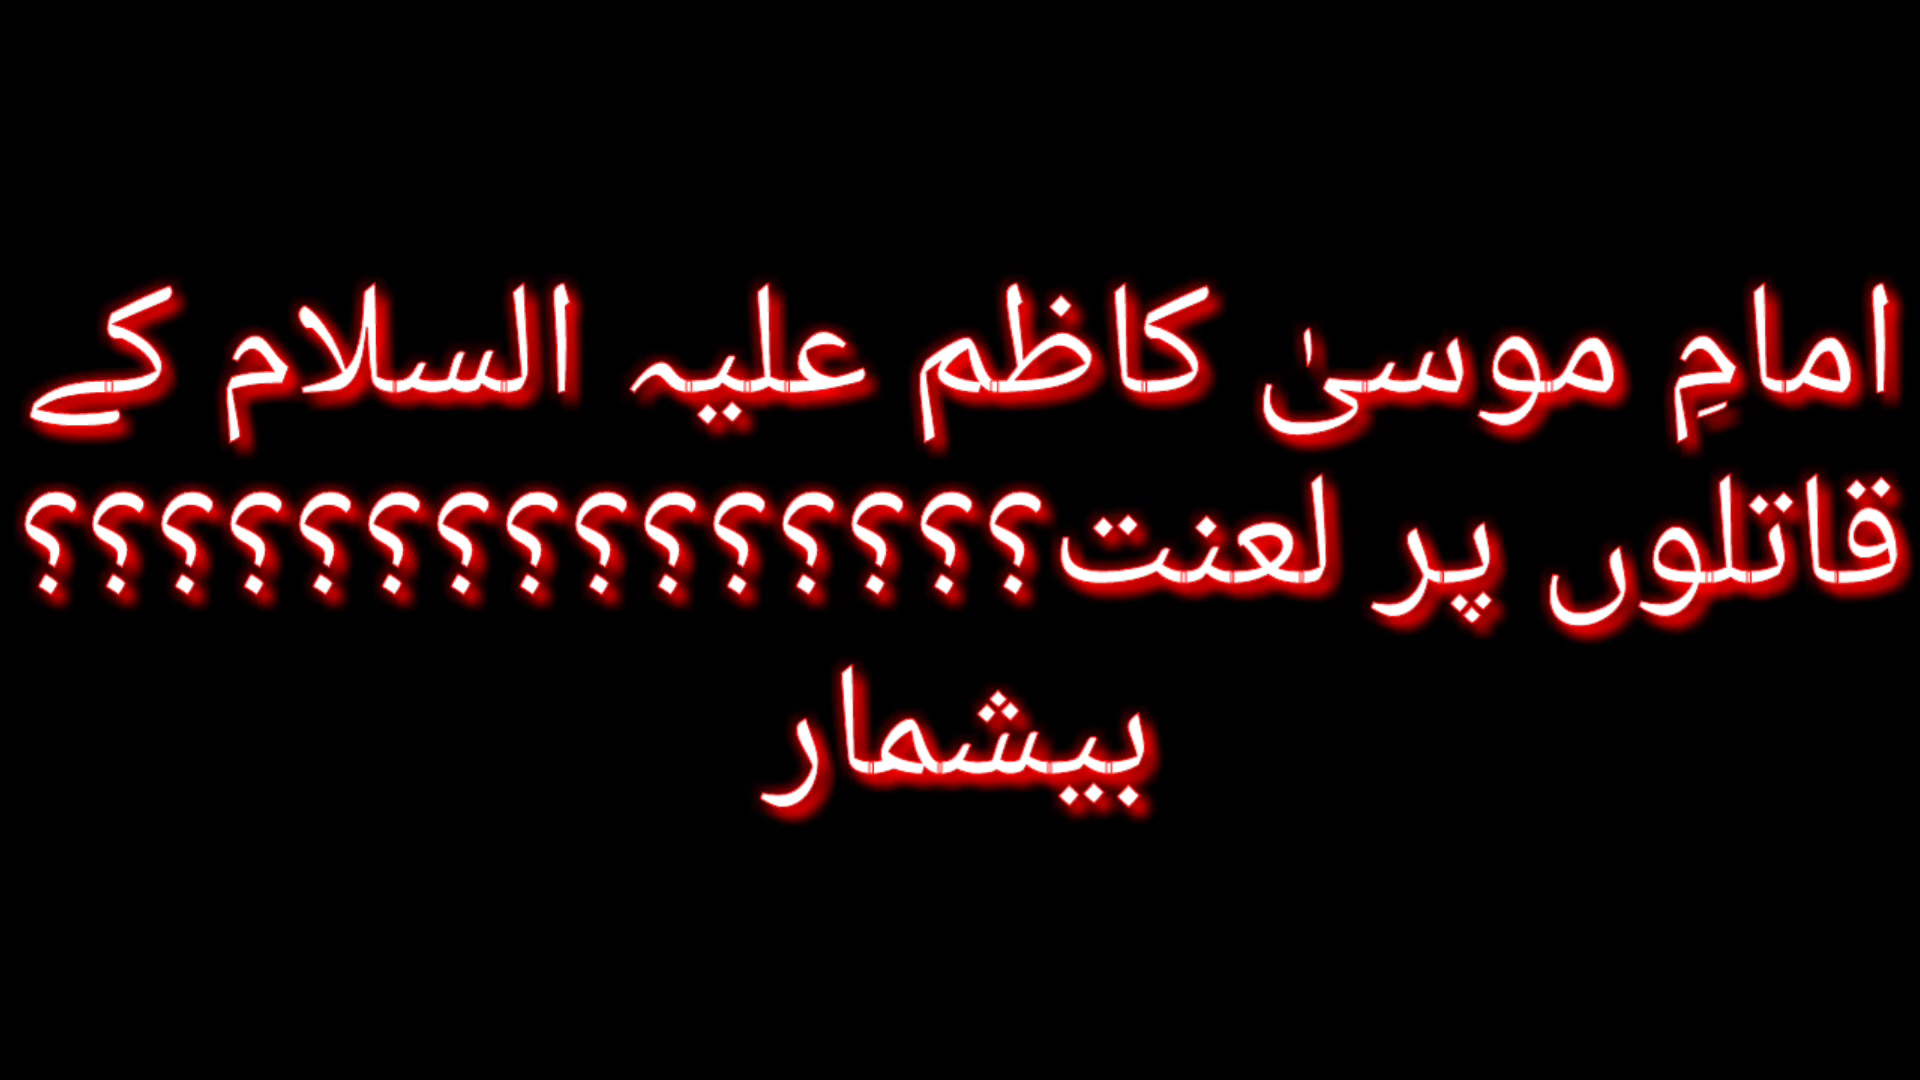 امامِ موسیٰ کاظم علیہ السلام کے
قاتلوں پر لعنت؟؟؟؟؟؟؟؟؟؟؟؟؟؟؟
بیشمار